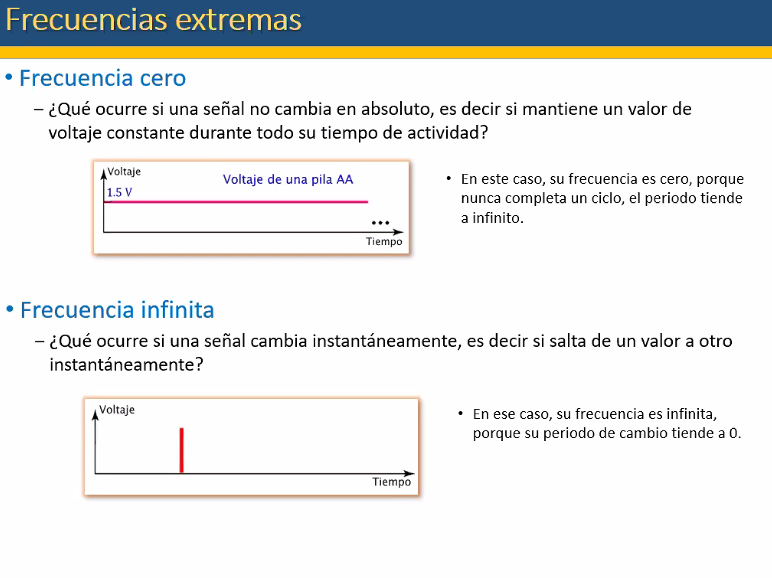 Frecuencias extremas
• Frecuencia cero
– ¿Qué ocurre si una señal no cambia en absoluto, es decir si mantiene un valor de
voltaje constante durante todo su tiempo de actividad?
Voltaje
Voltaje de una pila AA
1.5 V
...
Tiempo
• En este caso, su frecuencia es cero, porque
nunca completa un ciclo, el periodo tiende
a infinito.
• Frecuencia infinita
– ¿Qué ocurre si una señal cambia instantáneamente, es decir si salta de un valor a otro
instantáneamente?
Voltaje
Tiempo
• En ese caso, su frecuencia es infinita,
porque su periodo de cambio tiende a 0.